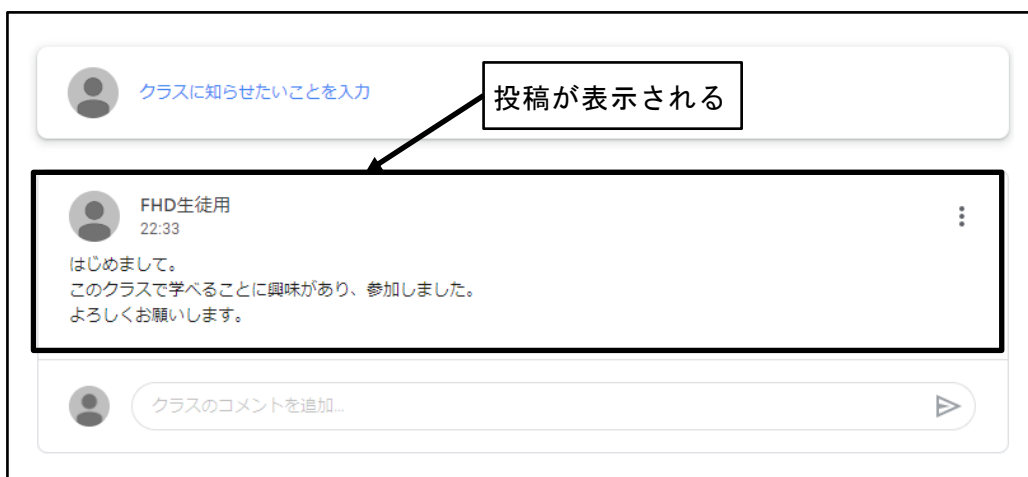 クラスに知らせたいことを入力
投稿が表示される
FHD生徒用
22:33
はじめまして。
このクラスで学べることに興味があり、参加しました。
よろしくお願いします。
クラスのコメントを追加...